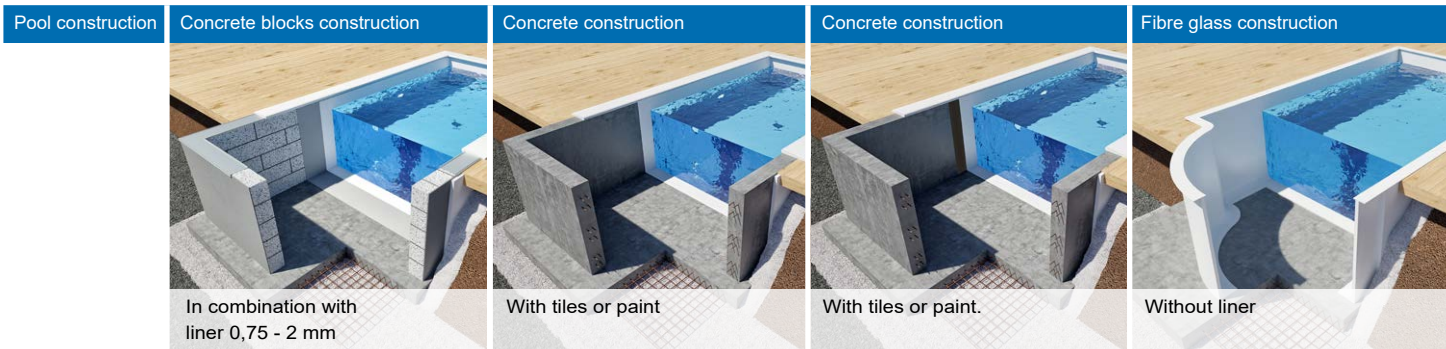 Pool construction
Concrete blocks construction
Concrete construction
Concrete construction
Fibre glass construction
In combination with
liner 0,75 - 2 mm
With tiles or paint
With tiles or paint.
Without liner